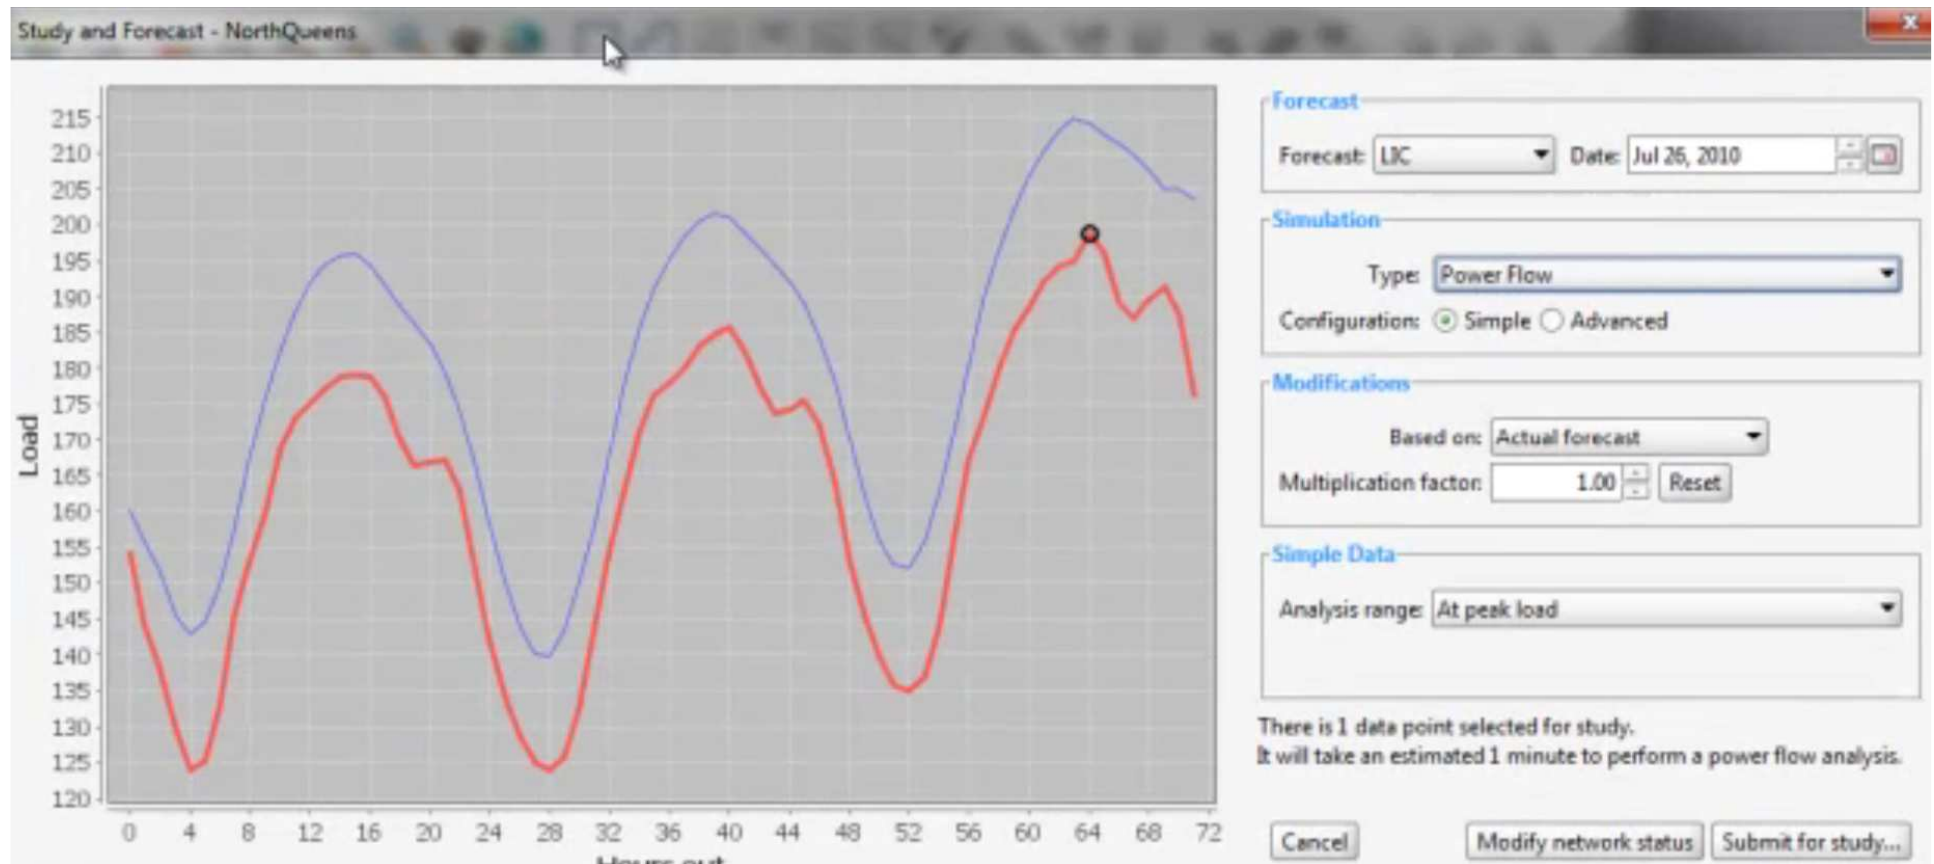 Study and Forecast - NorthQueens
215
210
205
200
195
190
185
180
175
170
165
160
155
150
145
140
135
130
125
120
Load
0 4 8 12 16 20 24 28 32 36 40 44 48 52 56 60 64 68 72
Hours out
Forecast
Forecast: LIC Date: Jul 26, 2010
Simulation
Type: Power Flow
Configuration: Simple Advanced
Modifications
Based on: Actual forecast
Multiplication factor: 1.00 Reset
Simple Data
Analysis range: At peak load
There is 1 data point selected for study.
It will take an estimated 1 minute to perform a power flow analysis.
Cancel Modify network status Submit for study...